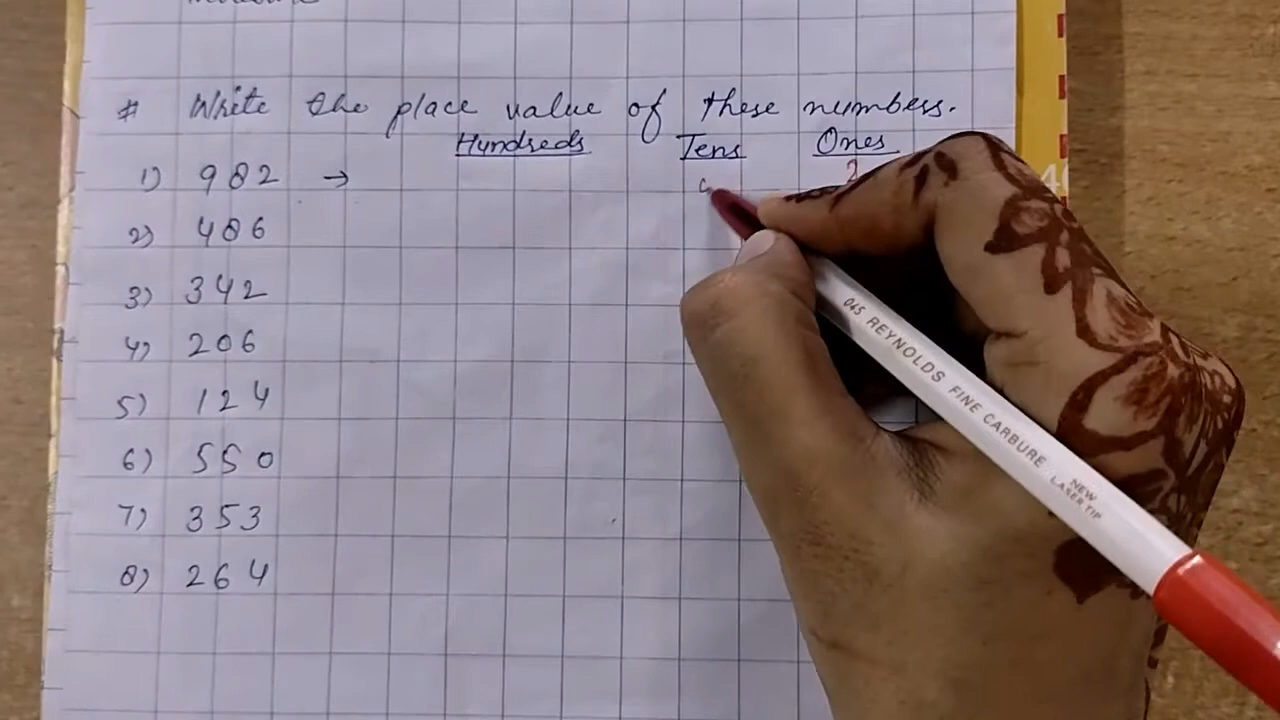 # Write the place value of these numbers.
Hundreds Tens Ones
1) 982 → 2
2) 486
3) 342
4) 206
5) 124
6) 550
7) 353
8) 264
045 REYNOLDS FINE CARBURE NEW LASER TIP